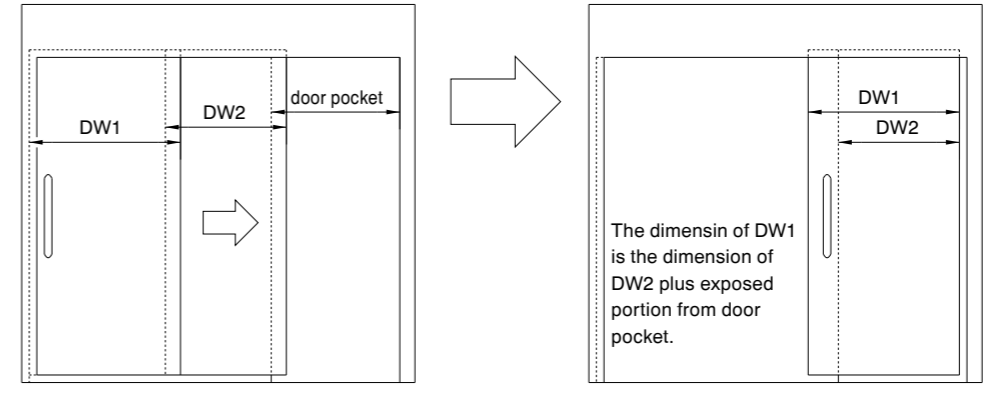 DW1
DW2
door pocket
DW1
DW2
The dimensin of DW1
is the dimension of
DW2 plus exposed
portion from door
pocket.